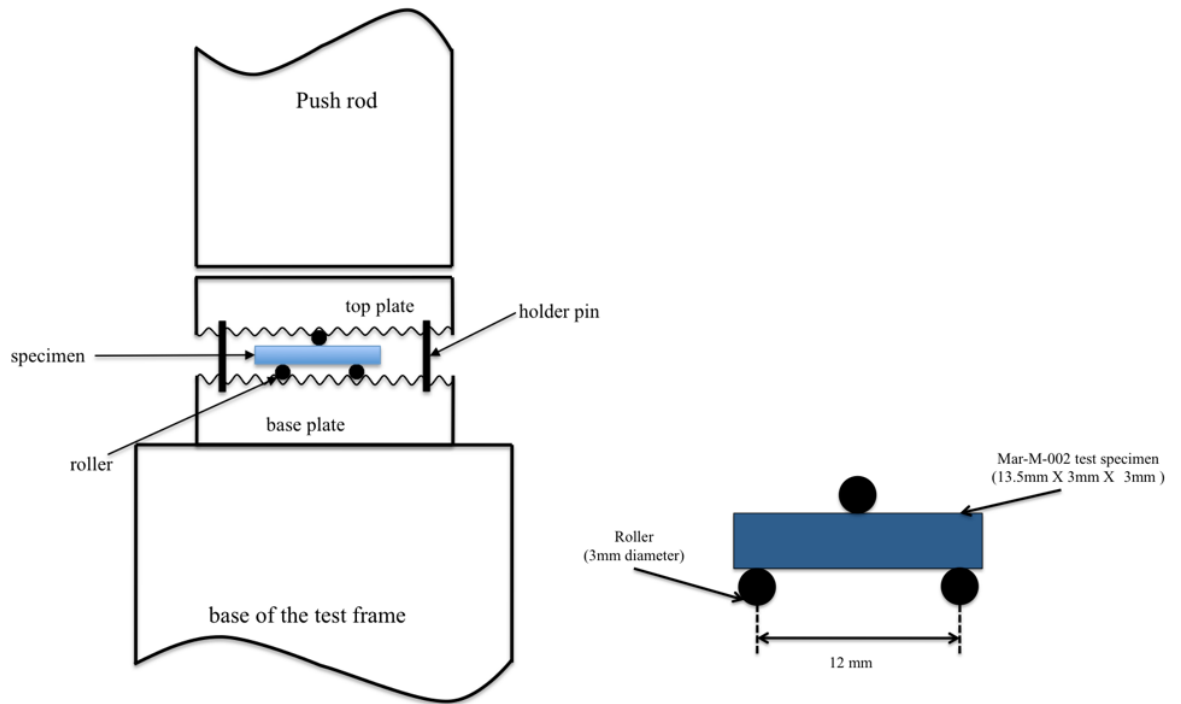 Push rod
top plate
holder pin
specimen
base plate
roller
base of the test frame
Mar-M-002 test specimen
(13.5mm X 3mm X 3mm )
Roller
(3mm diameter)
12 mm